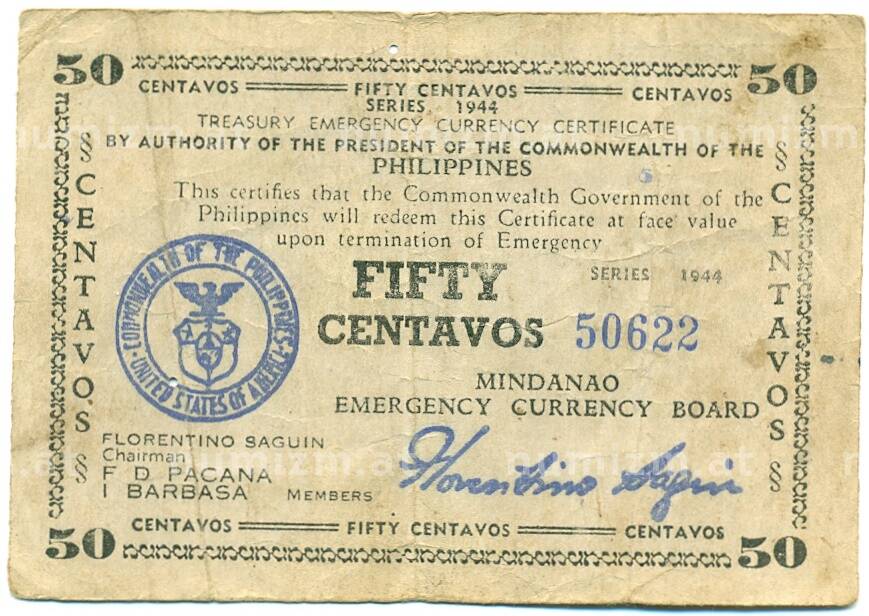 50 50
CENTAVOS FIFTY CENTAVOS CENTAVOS
SERIES 1944
TREASURY EMERGENCY CURRENCY CERTIFICATE
BY AUTHORITY OF THE PRESIDENT OF THE COMMONWEALTH OF THE
PHILIPPINES
This certifies that the Commonwealth Government of the
Philippines will redeem this Certificate at face value
upon termination of Emergency
§ CENTAVOS §
§ CENTAVOS §
FIFTY
CENTAVOS
SERIES 1944
50622
COMMONWEALTH OF THE PHILIPPINES
UNITED STATES OF AMERICA
MINDANAO
EMERGENCY CURRENCY BOARD
FLORENTINO SAGUIN
Chairman
F D PACANA
I BARBASA MEMBERS
Florentino Saguin
numizm.at
CENTAVOS FIFTY CENTAVOS CENTAVOS
50 50